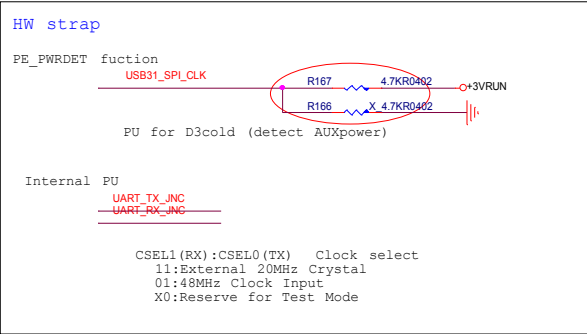 HW strap
PE_PWRDET fuction
USB31_SPI_CLK
R167 4.7KR0402
+3VRUN
R166 X_4.7KR0402
PU for D3cold (detect AUXpower)
Internal PU
UART_TX_JNC
UART_RX_JNC
CSEL1(RX):CSEL0(TX) Clock select
11:External 20MHz Crystal
01:48MHz Clock Input
X0:Reserve for Test Mode